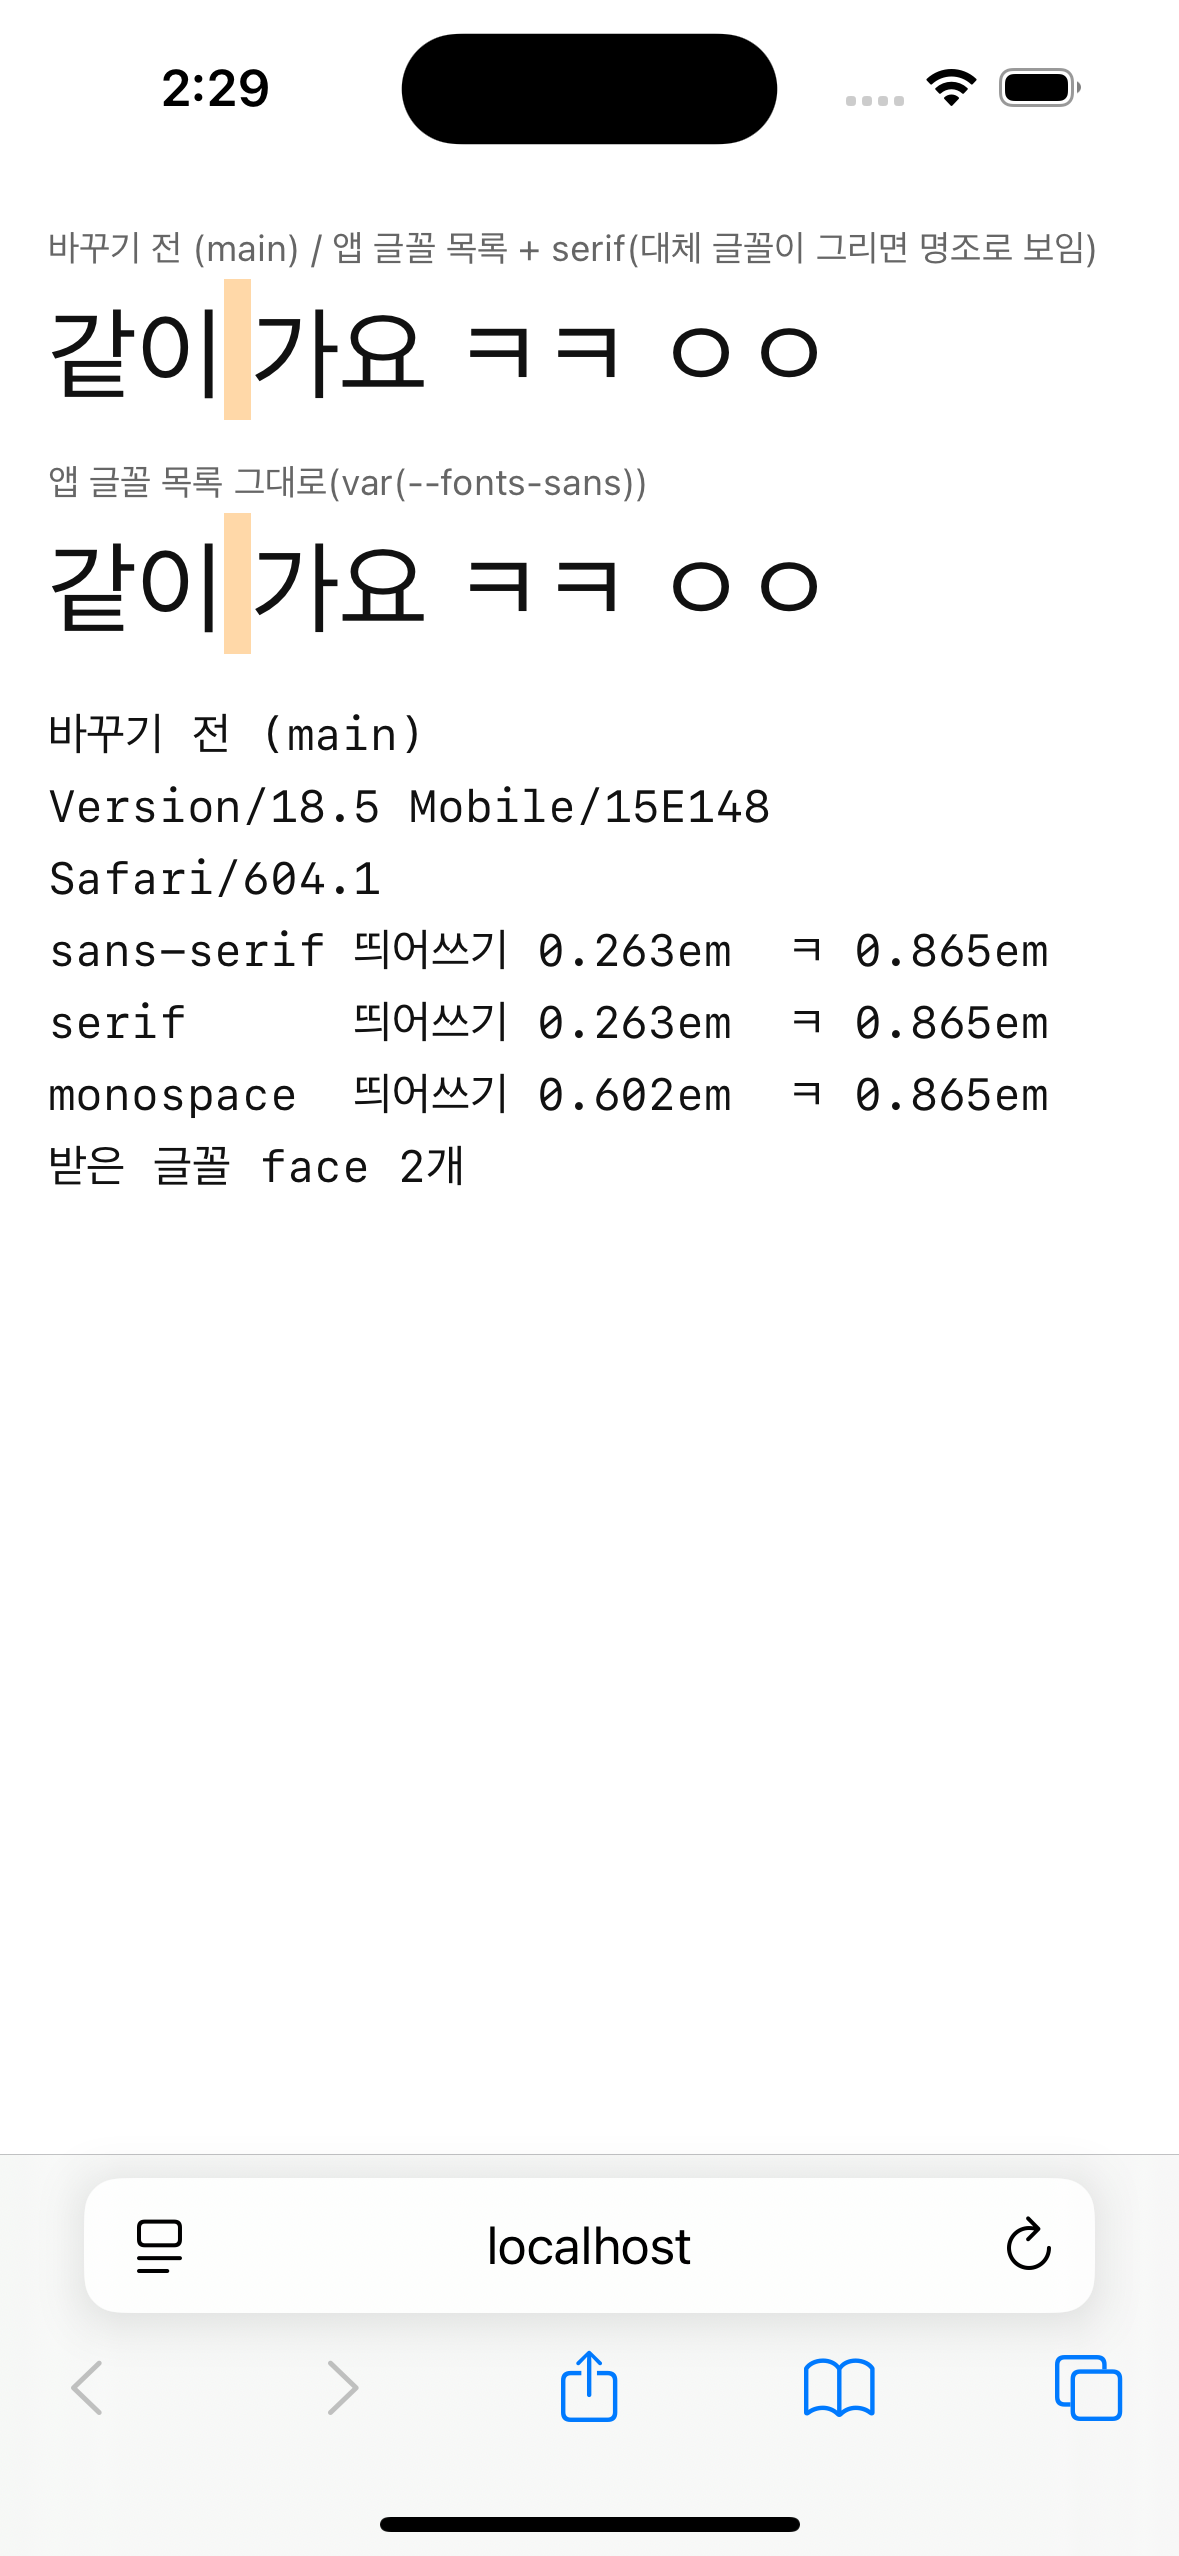 2:29
바꾸기 전 (main) / 앱 글꼴 목록 + serif(대체 글꼴이 그리면 명조로 보임)
같이 가요 ㅋㅋ ㅇㅇ
앱 글꼴 목록 그대로(var(--fonts-sans))
같이 가요 ㅋㅋ ㅇㅇ
바꾸기 전 (main)
Version/18.5 Mobile/15E148
Safari/604.1
sans-serif 띄어쓰기 0.263em  ㅋ 0.865em
serif      띄어쓰기 0.263em  ㅋ 0.865em
monospace  띄어쓰기 0.602em  ㅋ 0.865em
받은 글꼴 face 2개
localhost